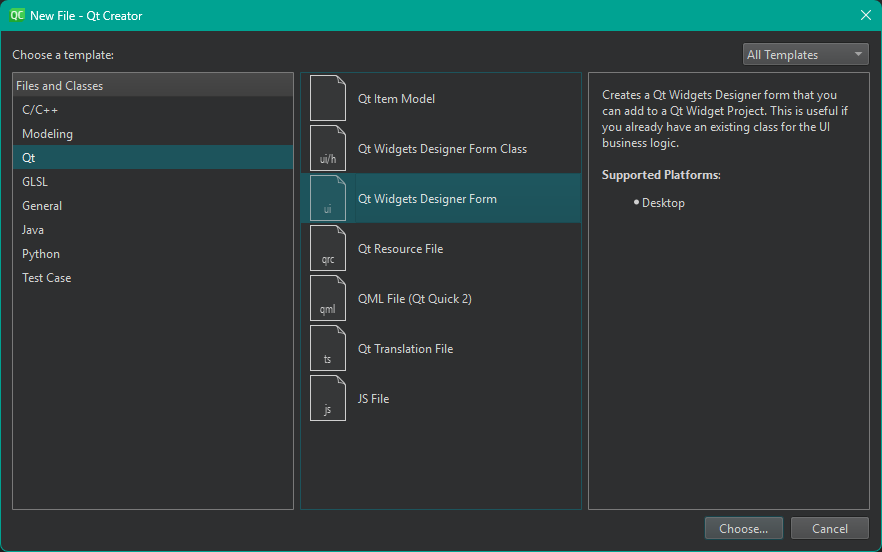 QC New File - Qt Creator
Choose a template:
All Templates
Files and Classes
C/C++
Modeling
Qt
GLSL
General
Java
Python
Test Case
Qt Item Model
ui/h
Qt Widgets Designer Form Class
ui
Qt Widgets Designer Form
qrc
Qt Resource File
qml
QML File (Qt Quick 2)
ts
Qt Translation File
js
JS File
Creates a Qt Widgets Designer form that you
can add to a Qt Widget Project. This is useful if
you already have an existing class for the UI
business logic.
Supported Platforms:
• Desktop
Choose...
Cancel